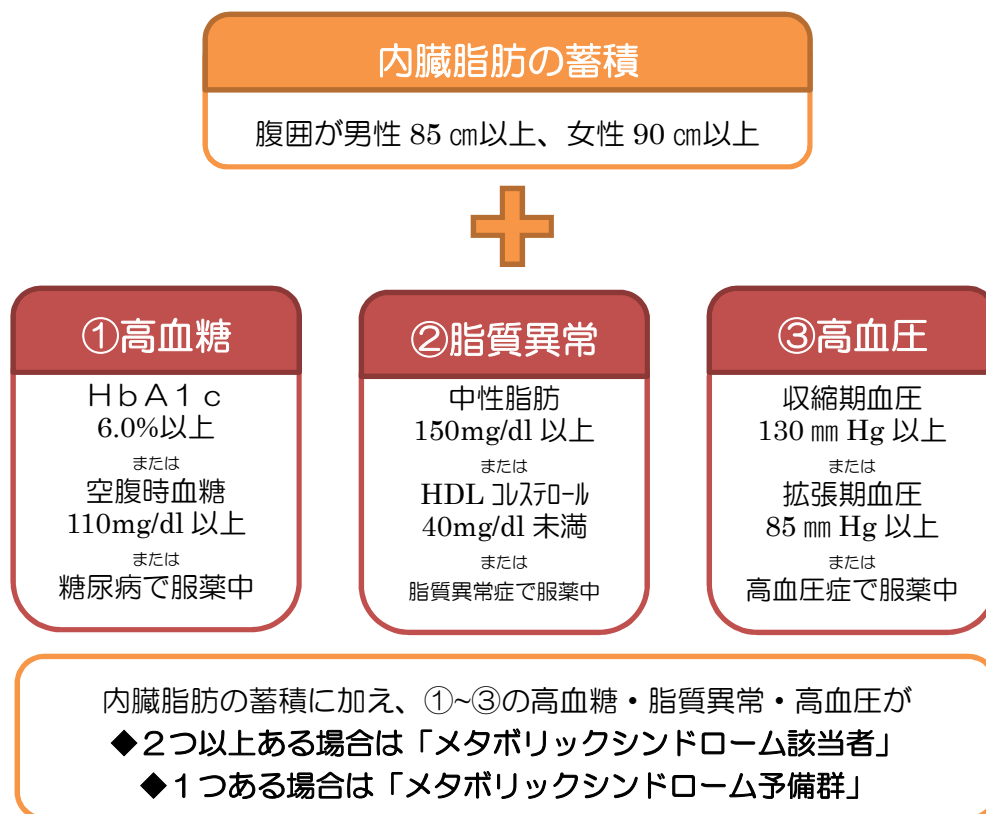 内臓脂肪の蓄積
腹囲が男性 85 ㎝以上、女性 90 ㎝以上
①高血糖
ＨｂＡ１ｃ
6.0%以上
または
空腹時血糖
110mg/dl 以上
または
糖尿病で服薬中
②脂質異常
中性脂肪
150mg/dl 以上
または
HDL ｺﾚｽﾃﾛｰﾙ
40mg/dl 未満
または
脂質異常症で服薬中
③高血圧
収縮期血圧
130 ㎜ Hg 以上
または
拡張期血圧
85 ㎜ Hg 以上
または
高血圧症で服薬中
内臓脂肪の蓄積に加え、①~③の高血糖・脂質異常・高血圧が
◆２つ以上ある場合は「メタボリックシンドローム該当者」
◆１つある場合は「メタボリックシンドローム予備群」